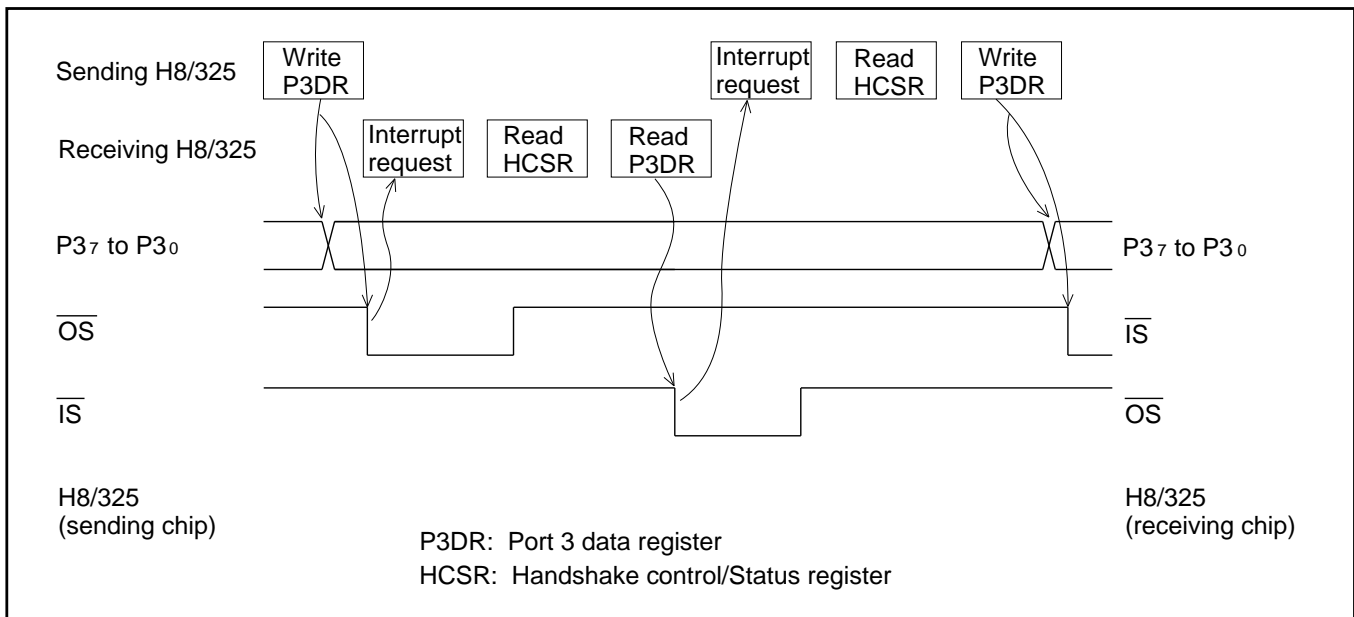 Sending H8/325
Write
P3DR
Interrupt
request
Read
HCSR
Write
P3DR
Receiving H8/325
Interrupt
request
Read
HCSR
Read
P3DR
P37 to P30
P37 to P30
OS
IS
IS
OS
H8/325
(sending chip)
H8/325
(receiving chip)
P3DR: Port 3 data register
HCSR: Handshake control/Status register